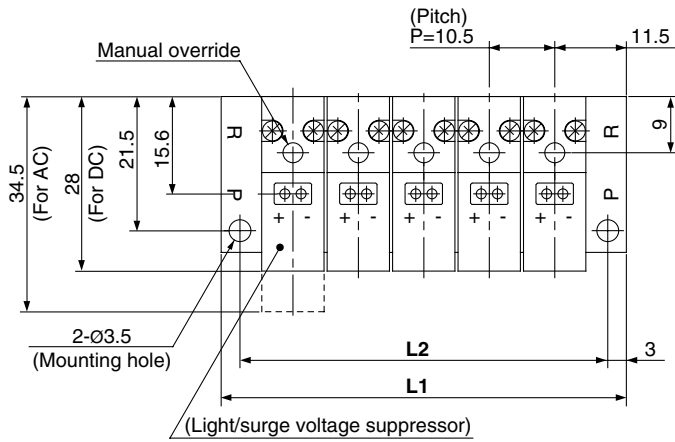 (Pitch)
P=10.5
11.5
Manual override
34.5
(For AC)
28
(For DC)
21.5
15.6
9
R
R
P
P
+ -
+ -
+ -
+ -
+ -
2-Ø3.5
(Mounting hole)
L2
3
L1
(Light/surge voltage suppressor)